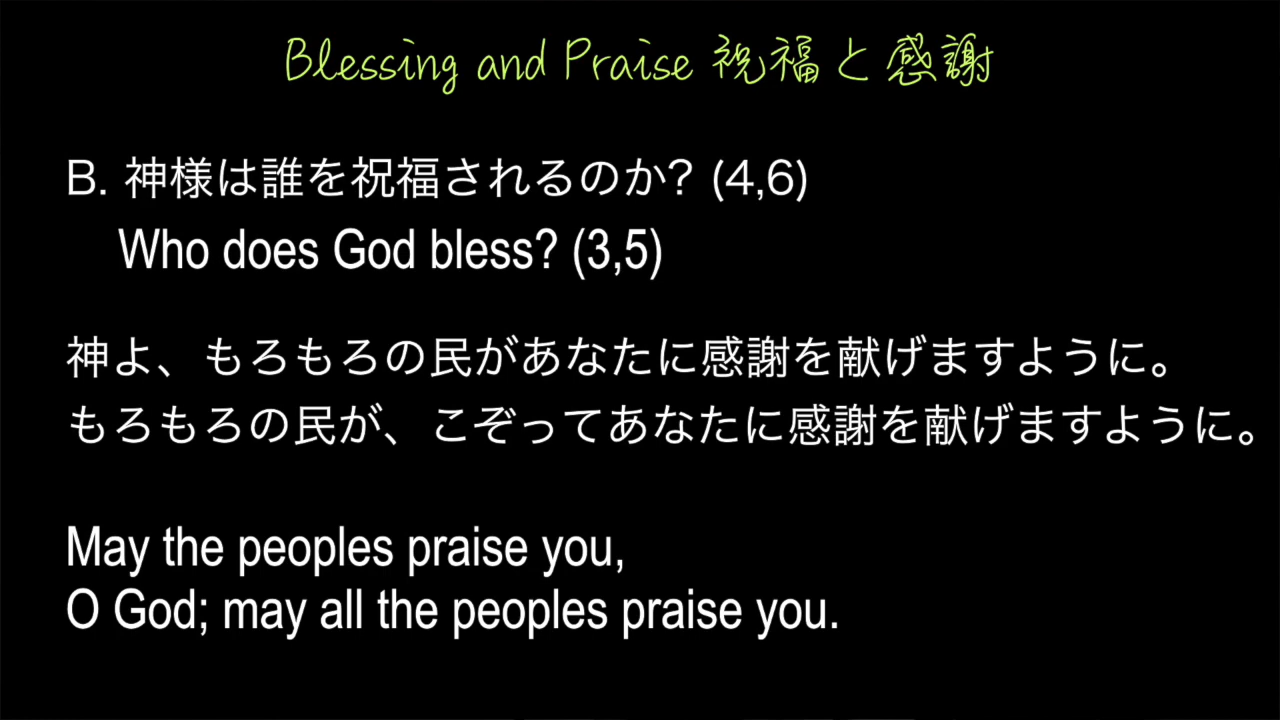 Blessing and Praise 祝福と感謝
B. 神様は誰を祝福されるのか? (4,6)
Who does God bless? (3,5)
神よ、もろもろの民があなたに感謝を献げますように。
もろもろの民が、こぞってあなたに感謝を献げますように。
May the peoples praise you,
O God; may all the peoples praise you.